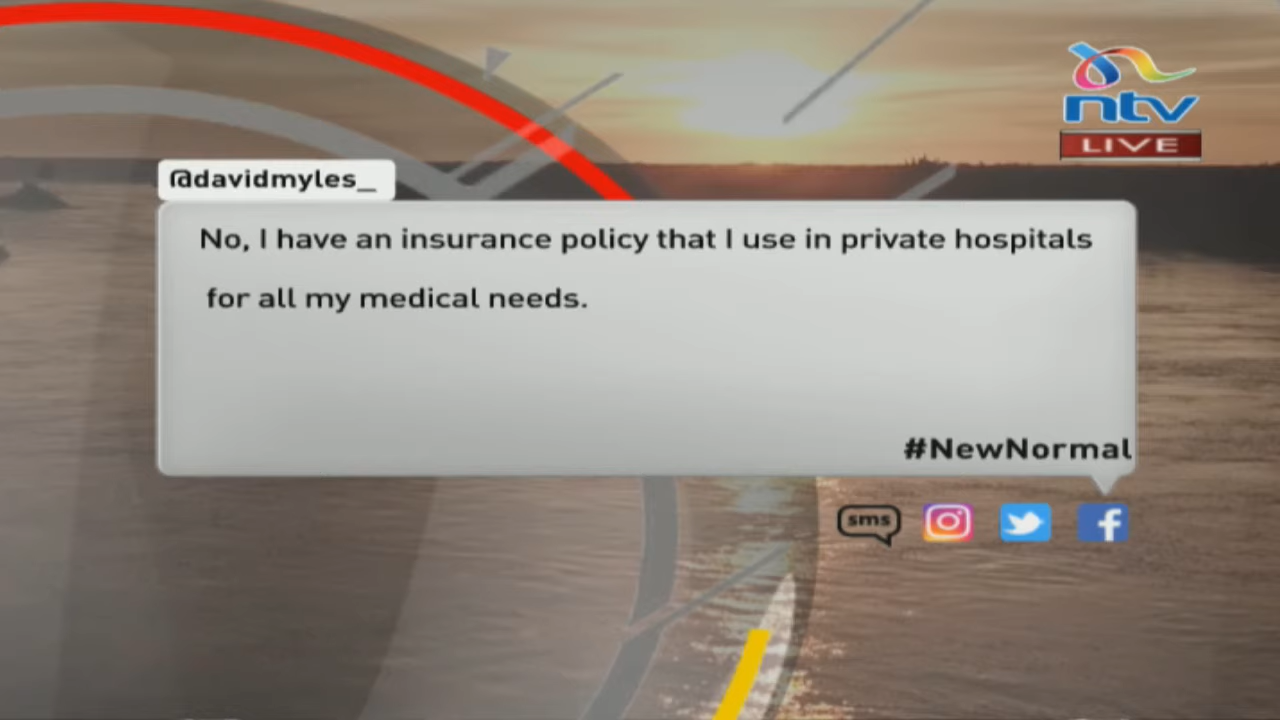 ntv
LIVE
@davidmyles_
No, I have an insurance policy that I use in private hospitals
for all my medical needs.
#NewNormal
sms